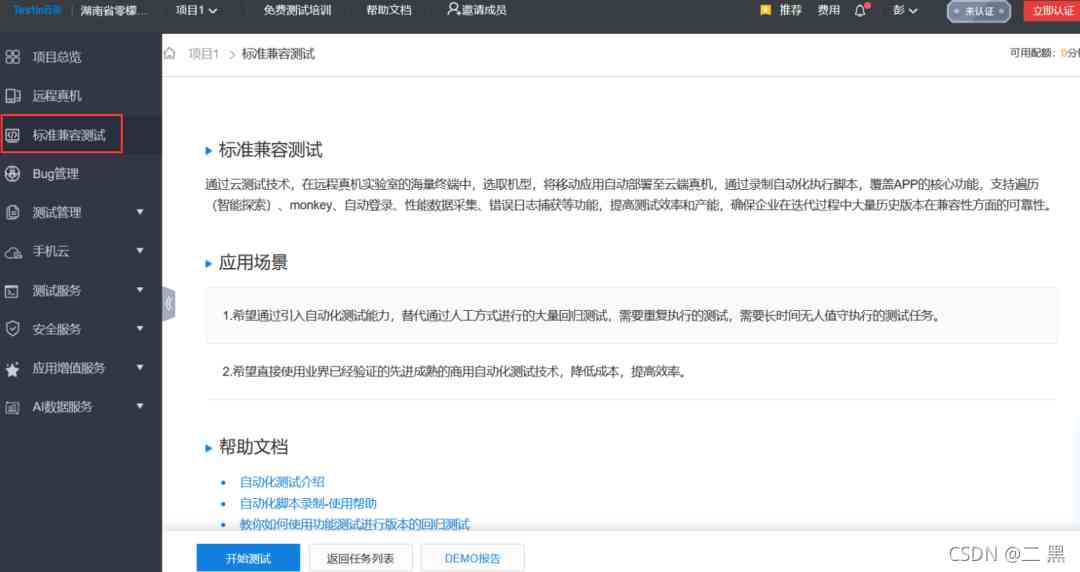 Testin云测 湖南省零檬... 项目1 免费测试培训 帮助文档 邀请成员 推荐 费用 彭 未认证 立即认证
项目1 > 标准兼容测试 可用配额：0分
项目总览
远程真机
标准兼容测试
Bug管理
测试管理
手机云
测试服务
安全服务
应用增值服务
AI数据服务
标准兼容测试
通过云测试技术，在远程真机实验室的海量终端中，选取机型，将移动应用自动部署至云端真机，通过录制自动化执行脚本，覆盖APP的核心功能，支持遍历
（智能探索）、monkey、自动登录、性能数据采集、错误日志捕获等功能，提高测试效率和产能，确保企业在迭代过程中大量历史版本在兼容性方面的可靠性。
应用场景
1.希望通过引入自动化测试能力，替代通过人工方式进行的大量回归测试，需要重复执行的测试，需要长时间无人值守执行的测试任务。
2.希望直接使用业界已经验证的先进成熟的商用自动化测试技术，降低成本，提高效率。
帮助文档
自动化测试介绍
自动化脚本录制-使用帮助
教你如何使用功能测试进行版本的回归测试
开始测试 返回任务列表 DEMO报告
CSDN @二 黑